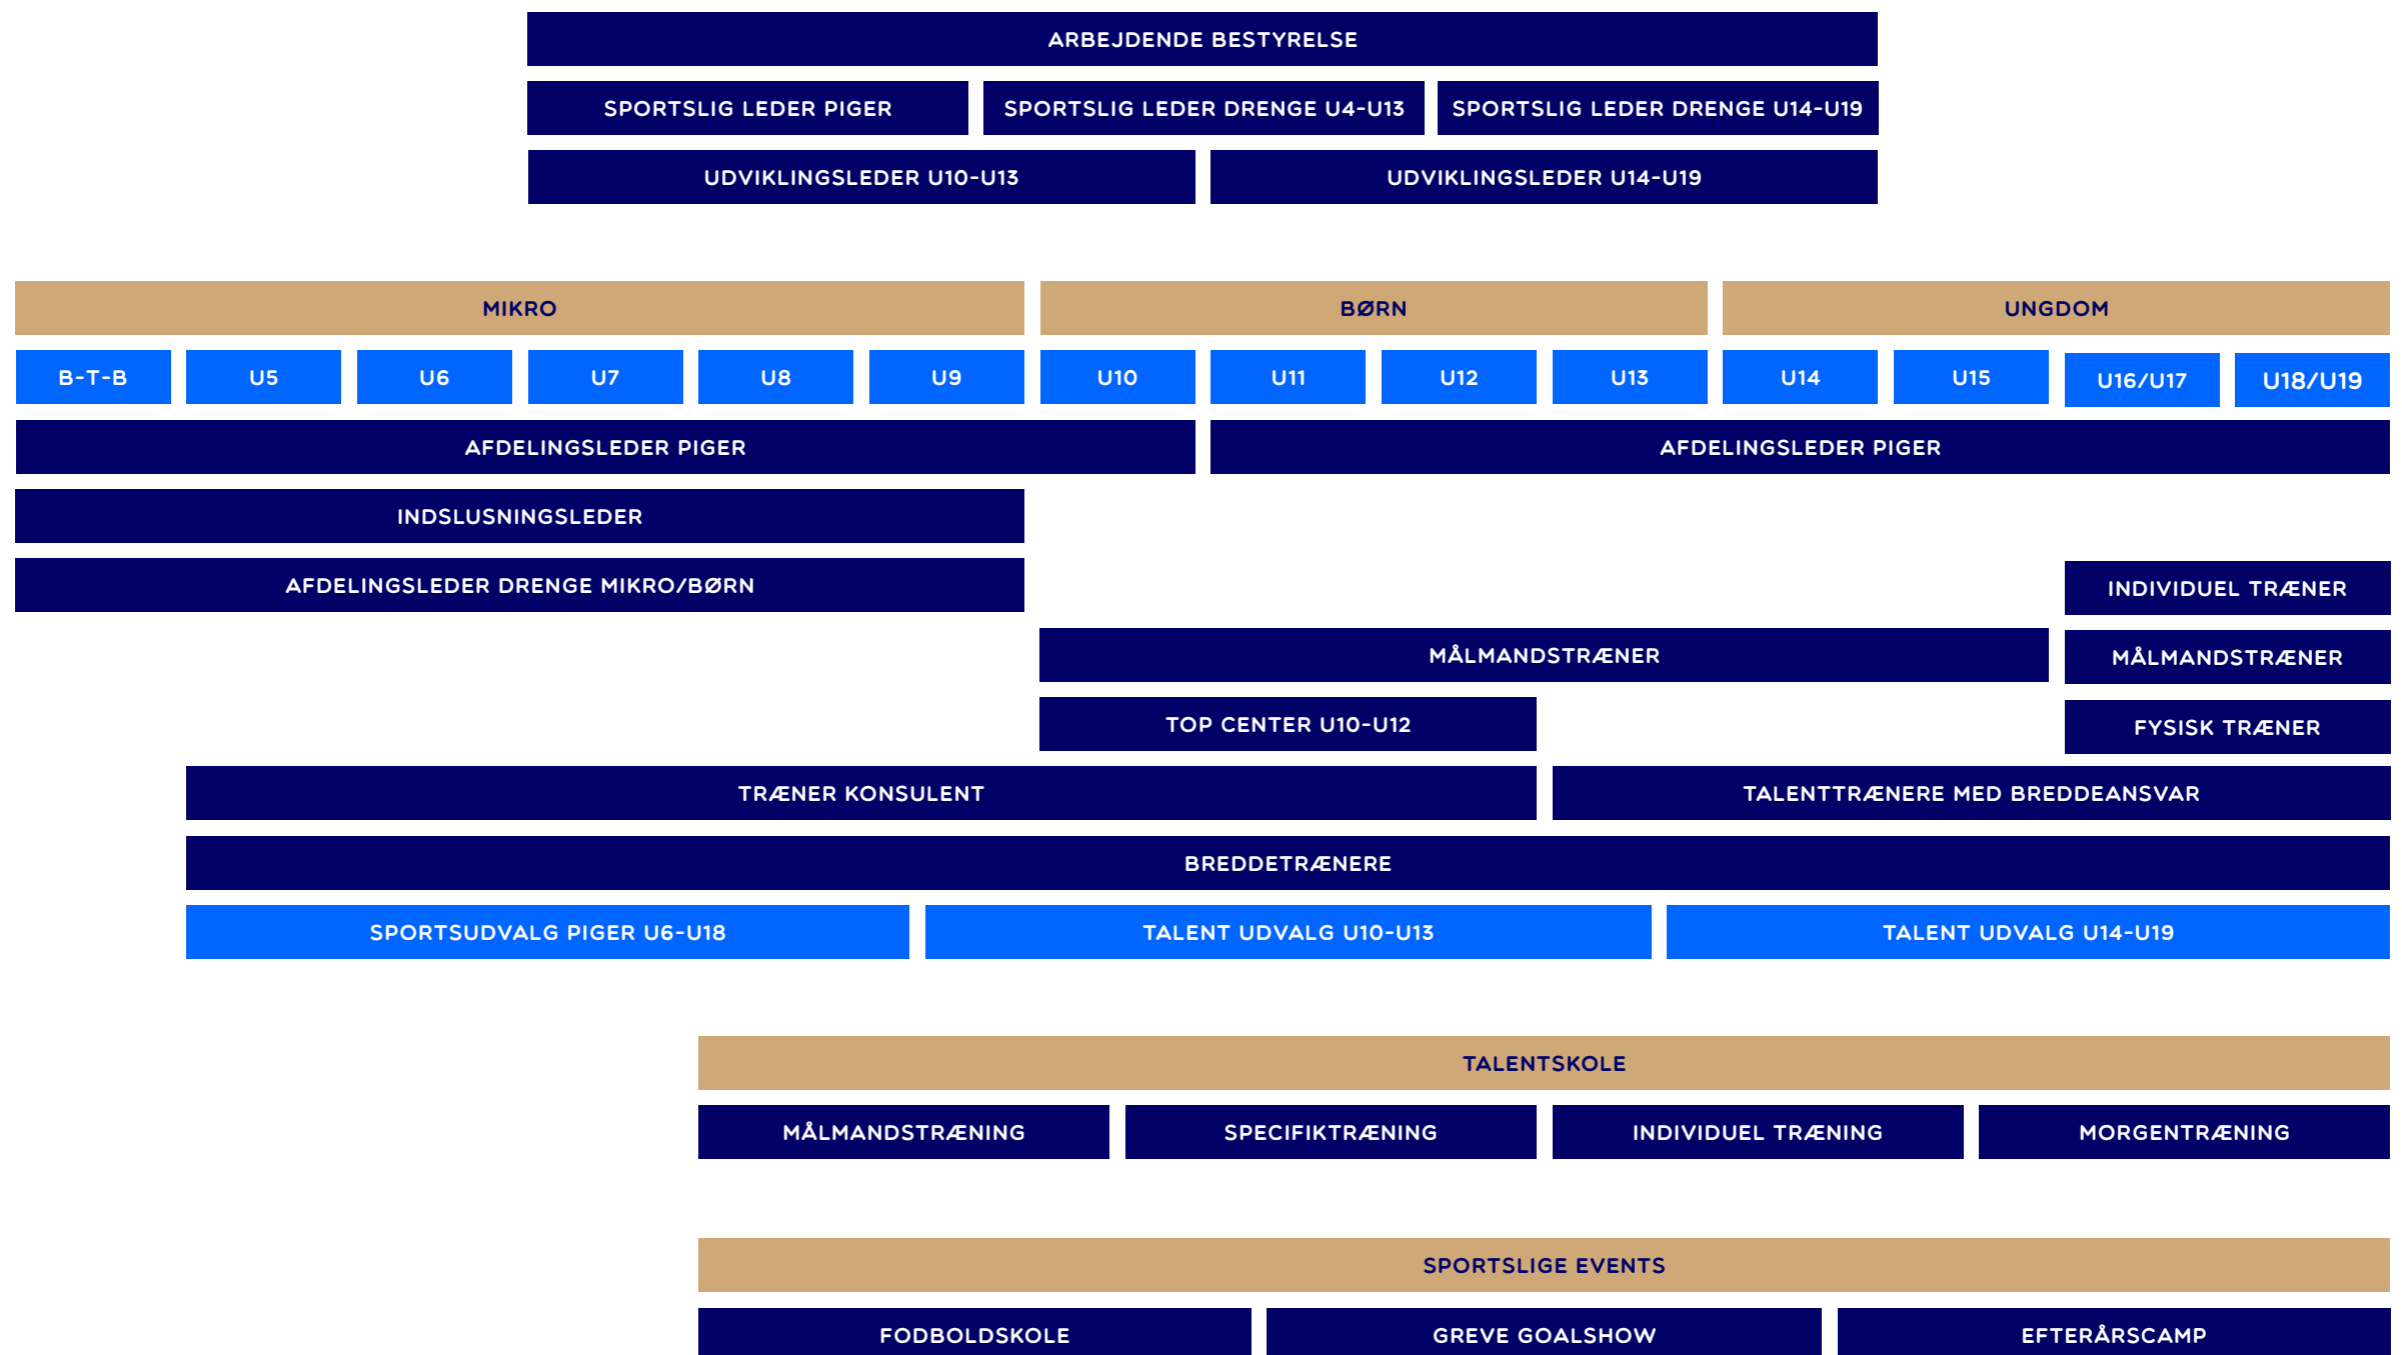 ARBEJDENDE BESTYRELSE
SPORTSLIG LEDER PIGER
SPORTSLIG LEDER DRENGE U4-U13
SPORTSLIG LEDER DRENGE U14-U19
UDVIKLINGSLEDER U10-U13
UDVIKLINGSLEDER U14-U19
MIKRO
BØRN
UNGDOM
B-T-B
U5
U6
U7
U8
U9
U10
U11
U12
U13
U14
U15
U16/U17
U18/U19
AFDELINGSLEDER PIGER
AFDELINGSLEDER PIGER
INDSLUSNINGSLEDER
AFDELINGSLEDER DRENGE MIKRO/BØRN
INDIVIDUEL TRÆNER
MÅLMANDSTRÆNER
MÅLMANDSTRÆNER
TOP CENTER U10-U12
FYSISK TRÆNER
TRÆNER KONSULENT
TALENTTRÆNERE MED BREDDEANSVAR
BREDDETRÆNERE
SPORTSUDVALG PIGER U6-U18
TALENT UDVALG U10-U13
TALENT UDVALG U14-U19
TALENTSKOLE
MÅLMANDSTRÆNING
SPECIFIKTRÆNING
INDIVIDUEL TRÆNING
MORGENTRÆNING
SPORTSLIGE EVENTS
FODBOLDSKOLE
GREVE GOALSHOW
EFTERÅRSCAMP